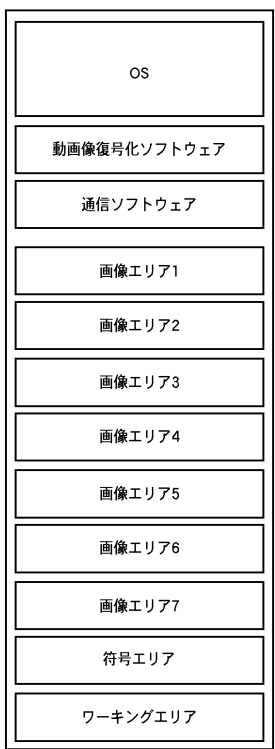 OS
動画像復号化ソフトウェア
通信ソフトウェア
画像エリア1
画像エリア2
画像エリア3
画像エリア4
画像エリア5
画像エリア6
画像エリア7
符号エリア
ワーキングエリア